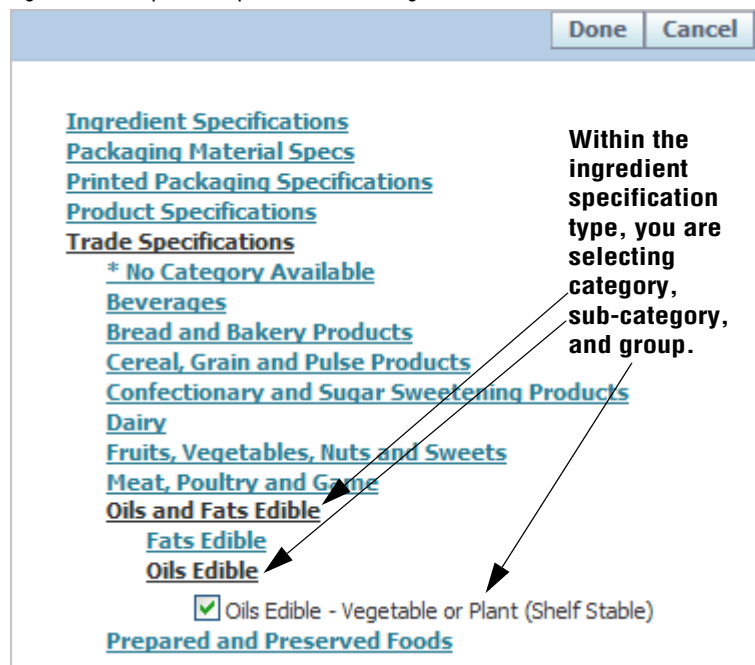 Done Cancel
Ingredient Specifications
Packaging Material Specs
Printed Packaging Specifications
Product Specifications
Trade Specifications
* No Category Available
Beverages
Bread and Bakery Products
Cereal, Grain and Pulse Products
Confectionary and Sugar Sweetening Products
Dairy
Fruits, Vegetables, Nuts and Sweets
Meat, Poultry and Game
Oils and Fats Edible
Fats Edible
Oils Edible
Oils Edible - Vegetable or Plant (Shelf Stable)
Prepared and Preserved Foods
Within the
ingredient
specification
type, you are
selecting
category,
sub-category,
and group.